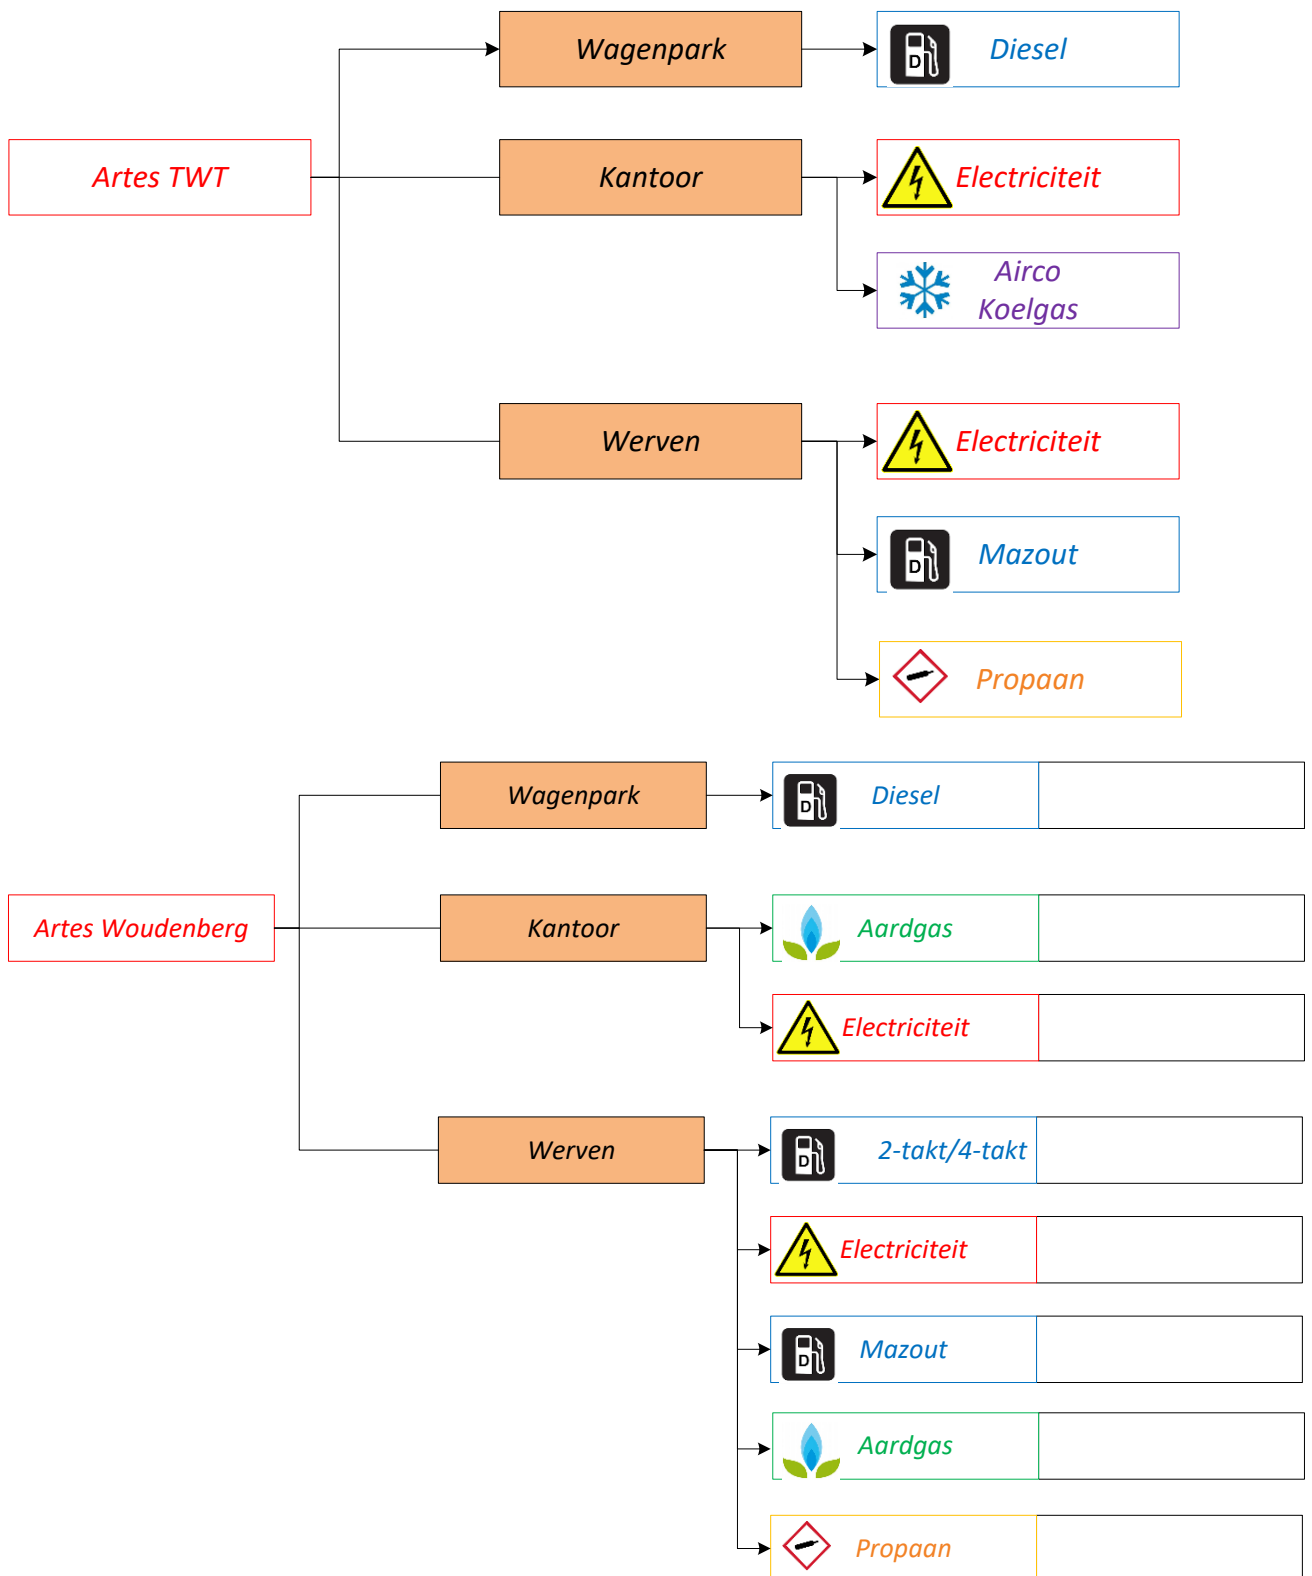 Wagenpark
D
Diesel
Artes TWT
Kantoor
Electriciteit
Airco
Koelgas
Werven
Electriciteit
D
Mazout
Propaan
Wagenpark
D
Diesel
Artes Woudenberg
Kantoor
Aardgas
Electriciteit
Werven
D
2-takt/4-takt
Electriciteit
D
Mazout
Aardgas
Propaan